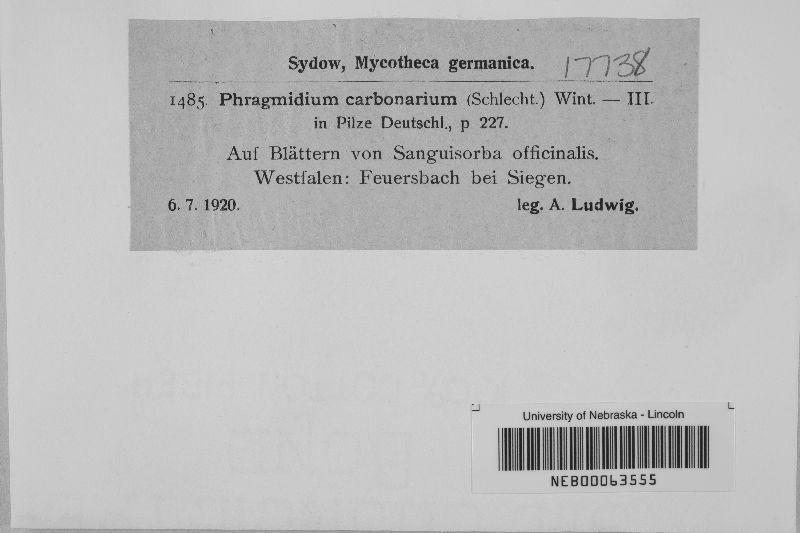 Sydow, Mycotheca germanica. 17738
1485. Phragmidium carbonarium (Schlecht.) Wint. — III.
in Pilze Deutschl., p 227.
Auf Blättern von Sanguisorba officinalis.
Westfalen: Feuersbach bei Siegen.
6. 7. 1920. leg. A. Ludwig.
University of Nebraska - Lincoln
NEB00063555